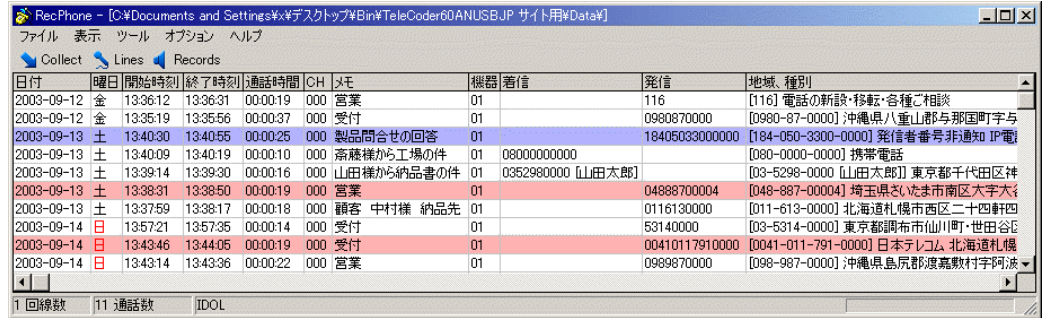 RecPhone - [C:¥Documents and Settings¥x¥デスクトップ¥Bin¥TeleCoder60ANUSBJP サイト用¥Data¥]
ファイル 表示 ツール オプション ヘルプ
Collect Lines Records
日付 曜日 開始時刻 終了時刻 通話時間 CH メモ 機器 着信 発信 地域、種別
2003-09-12 金 13:36:12 13:36:31 00:00:19 000 営業 01 116 [116] 電話の新設・移転・各種ご相談
2003-09-12 金 13:35:19 13:35:56 00:00:37 000 受付 01 0980870000 [0980-87-0000] 沖縄県八重山郡与那国町字与
2003-09-13 土 13:40:30 13:40:55 00:00:25 000 製品問合せの回答 01 18405033000000 [184-050-3300-0000] 発信者番号非通知 IP電
2003-09-13 土 13:40:09 13:40:19 00:00:10 000 斎藤様から工場の件 01 08000000000 [080-0000-0000] 携帯電話
2003-09-13 土 13:39:14 13:39:30 00:00:16 000 山田様から納品書の件 01 0352980000 [山田太郎] [03-5298-0000 [山田太郎]] 東京都千代田区神
2003-09-13 土 13:38:31 13:38:50 00:00:19 000 営業 01 04888700004 [048-887-00004] 埼玉県さいたま市南区大字大
2003-09-13 土 13:37:59 13:38:17 00:00:18 000 顧客 中村様 納品先 01 0116130000 [011-613-0000] 北海道札幌市西区二十四軒四
2003-09-14 日 13:57:21 13:57:35 00:00:14 000 受付 01 53140000 [03-5314-0000] 東京都調布市仙川町・世田谷区
2003-09-14 日 13:43:46 13:44:05 00:00:19 000 受付 01 00410117910000 [0041-011-791-0000] 日本テレコム 北海道札幌
2003-09-14 日 13:43:14 13:43:36 00:00:22 000 営業 01 0989870000 [098-987-0000] 沖縄県島尻郡渡嘉敷村字阿波
1 回線数 11 通話数 IDOL